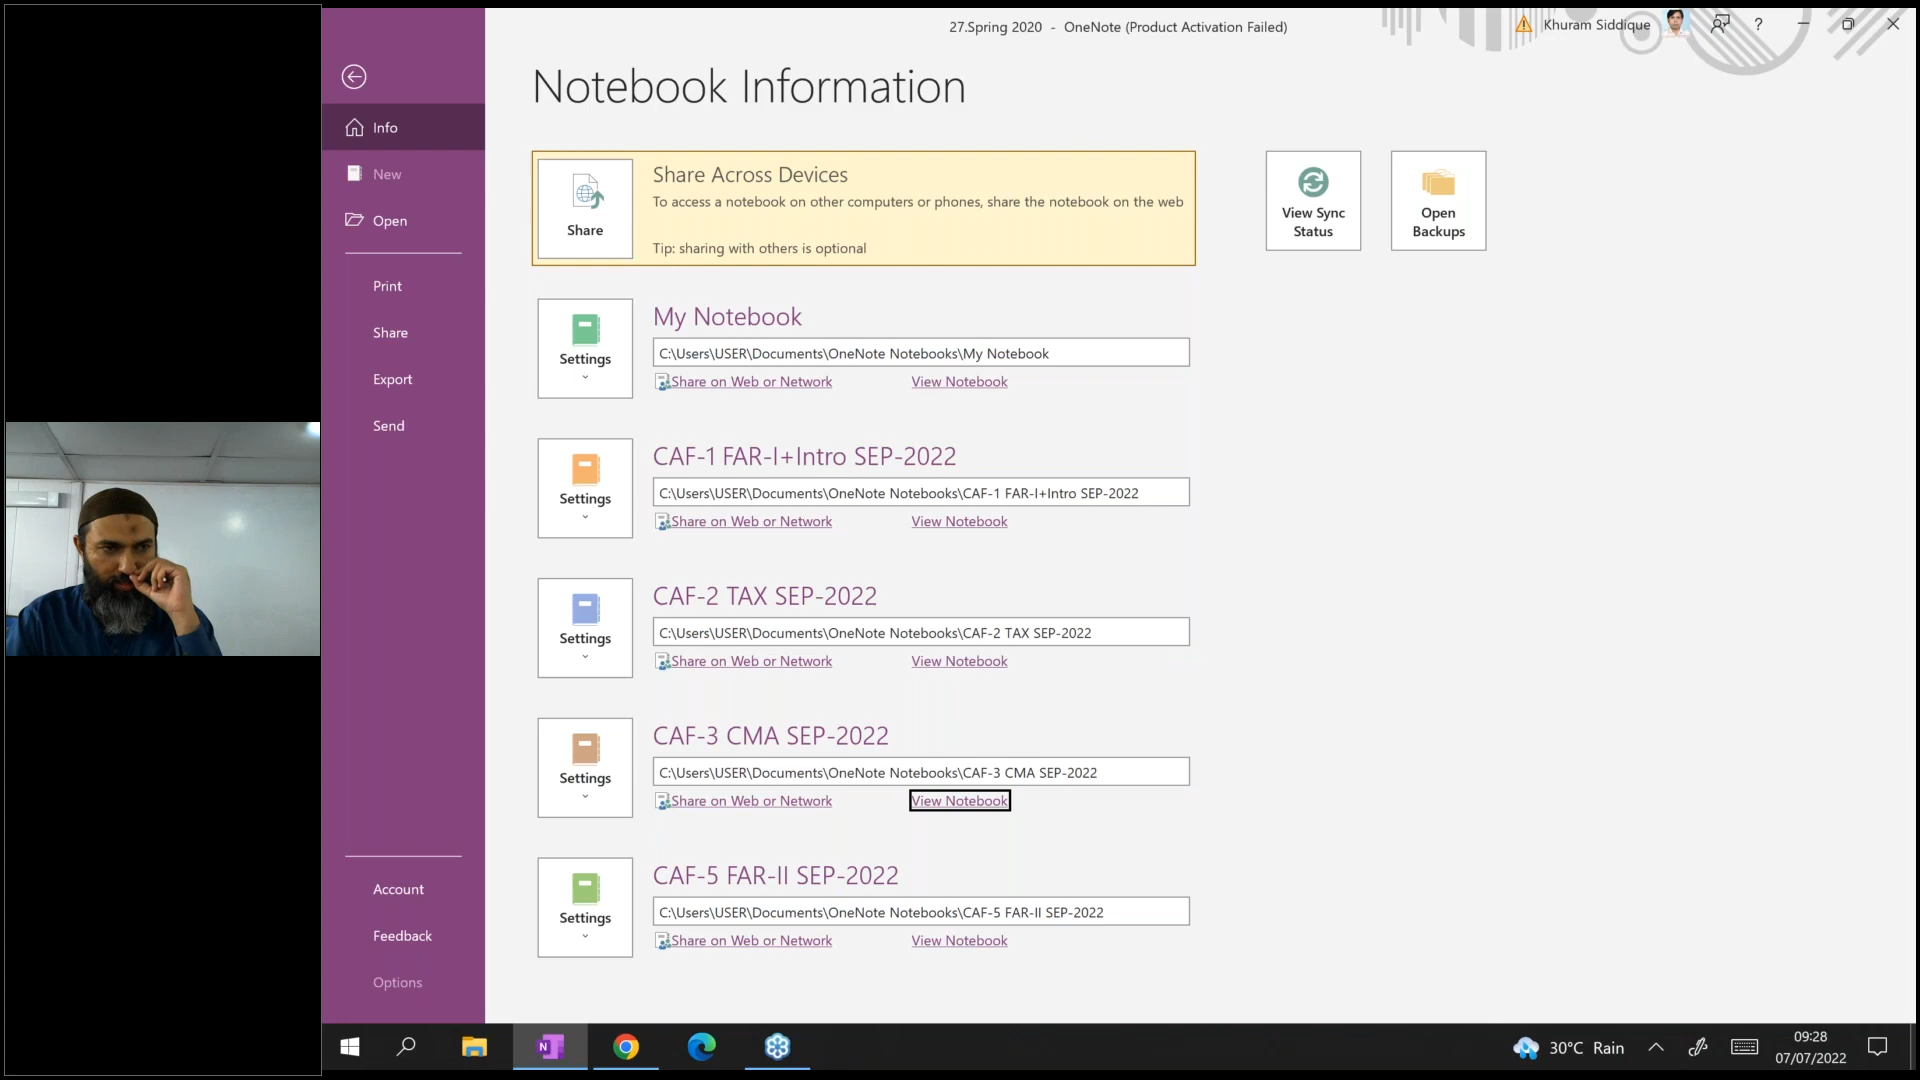 27.Spring 2020 - OneNote (Product Activation Failed)
Khuram Siddique
?
Notebook Information
Info
New
Open
Print
Share
Export
Send
Account
Feedback
Options
Share
Share Across Devices
To access a notebook on other computers or phones, share the notebook on the web
Tip: sharing with others is optional
View Sync
Status
Open
Backups
Settings
My Notebook
C:\Users\USER\Documents\OneNote Notebooks\My Notebook
Share on Web or Network View Notebook
Settings
CAF-1 FAR-I+Intro SEP-2022
C:\Users\USER\Documents\OneNote Notebooks\CAF-1 FAR-I+Intro SEP-2022
Share on Web or Network View Notebook
Settings
CAF-2 TAX SEP-2022
C:\Users\USER\Documents\OneNote Notebooks\CAF-2 TAX SEP-2022
Share on Web or Network View Notebook
Settings
CAF-3 CMA SEP-2022
C:\Users\USER\Documents\OneNote Notebooks\CAF-3 CMA SEP-2022
Share on Web or Network View Notebook
Settings
CAF-5 FAR-II SEP-2022
C:\Users\USER\Documents\OneNote Notebooks\CAF-5 FAR-II SEP-2022
Share on Web or Network View Notebook
N
30°C Rain
09:28
07/07/2022